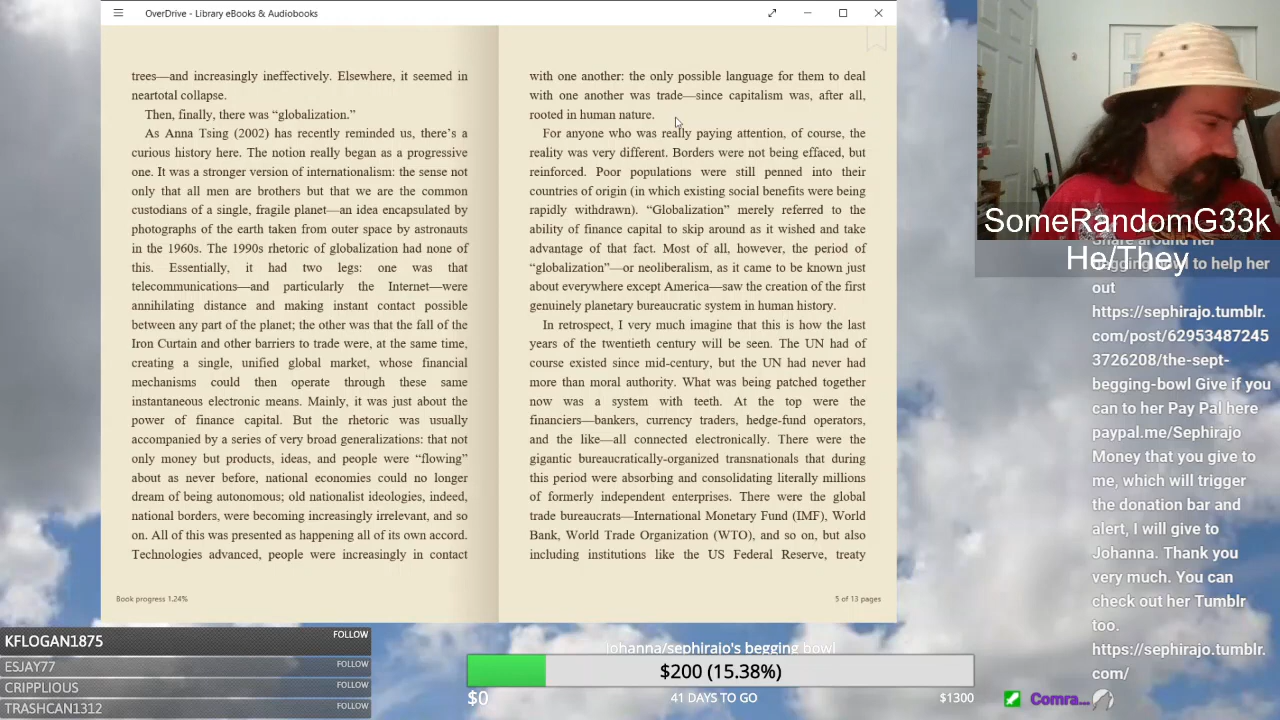 OverDrive - Library eBooks & Audiobooks
trees—and increasingly ineffectively. Elsewhere, it seemed in
neartotal collapse.
Then, finally, there was “globalization.”
As Anna Tsing (2002) has recently reminded us, there’s a
curious history here. The notion really began as a progressive
one. It was a stronger version of internationalism: the sense not
only that all men are brothers but that we are the common
custodians of a single, fragile planet—an idea encapsulated by
photographs of the earth taken from outer space by astronauts
in the 1960s. The 1990s rhetoric of globalization had none of
this. Essentially, it had two legs: one was that
telecommunications—and particularly the Internet—were
annihilating distance and making instant contact possible
between any part of the planet; the other was that the fall of the
Iron Curtain and other barriers to trade were, at the same time,
creating a single, unified global market, whose financial
mechanisms could then operate through these same
instantaneous electronic means. Mainly, it was just about the
power of finance capital. But the rhetoric was usually
accompanied by a series of very broad generalizations: that not
only money but products, ideas, and people were “flowing”
about as never before, national economies could no longer
dream of being autonomous; old nationalist ideologies, indeed,
national borders, were becoming increasingly irrelevant, and so
on. All of this was presented as happening all of its own accord.
Technologies advanced, people were increasingly in contact
Book progress 1.24%
with one another: the only possible language for them to deal
with one another was trade—since capitalism was, after all,
rooted in human nature.
For anyone who was really paying attention, of course, the
reality was very different. Borders were not being effaced, but
reinforced. Poor populations were still penned into their
countries of origin (in which existing social benefits were being
rapidly withdrawn). “Globalization” merely referred to the
ability of finance capital to skip around as it wished and take
advantage of that fact. Most of all, however, the period of
“globalization”—or neoliberalism, as it came to be known just
about everywhere except America—saw the creation of the first
genuinely planetary bureaucratic system in human history.
In retrospect, I very much imagine that this is how the last
years of the twentieth century will be seen. The UN had of
course existed since mid-century, but the UN had never had
more than moral authority. What was being patched together
now was a system with teeth. At the top were the
financiers—bankers, currency traders, hedge-fund operators,
and the like—all connected electronically. There were the
gigantic bureaucratically-organized transnationals that during
this period were absorbing and consolidating literally millions
of formerly independent enterprises. There were the global
trade bureaucrats—International Monetary Fund (IMF), World
Bank, World Trade Organization (WTO), and so on, but also
including institutions like the US Federal Reserve, treaty
5 of 13 pages
SomeRandomG33k
He/They
Share around her
begging bowl to help her
out
https://sephirajo.tumblr.
com/post/62953487245
3726208/the-sept-
begging-bowl Give if you
can to her Pay Pal here
paypal.me/Sephirajo
Money that you give to
me, which will trigger
the donation bar and
alert, I will give to
Johanna. Thank you
very much. You can
check out her Tumblr
too.
https://sephirajo.tumblr.
com/
Comra...
KFLOGAN1875 FOLLOW
ESJAY77 FOLLOW
CRIPPLIOUS FOLLOW
TRASHCAN1312 FOLLOW
Johanna/sephirajo's begging bowl
$200 (15.38%)
$0 41 DAYS TO GO $1300